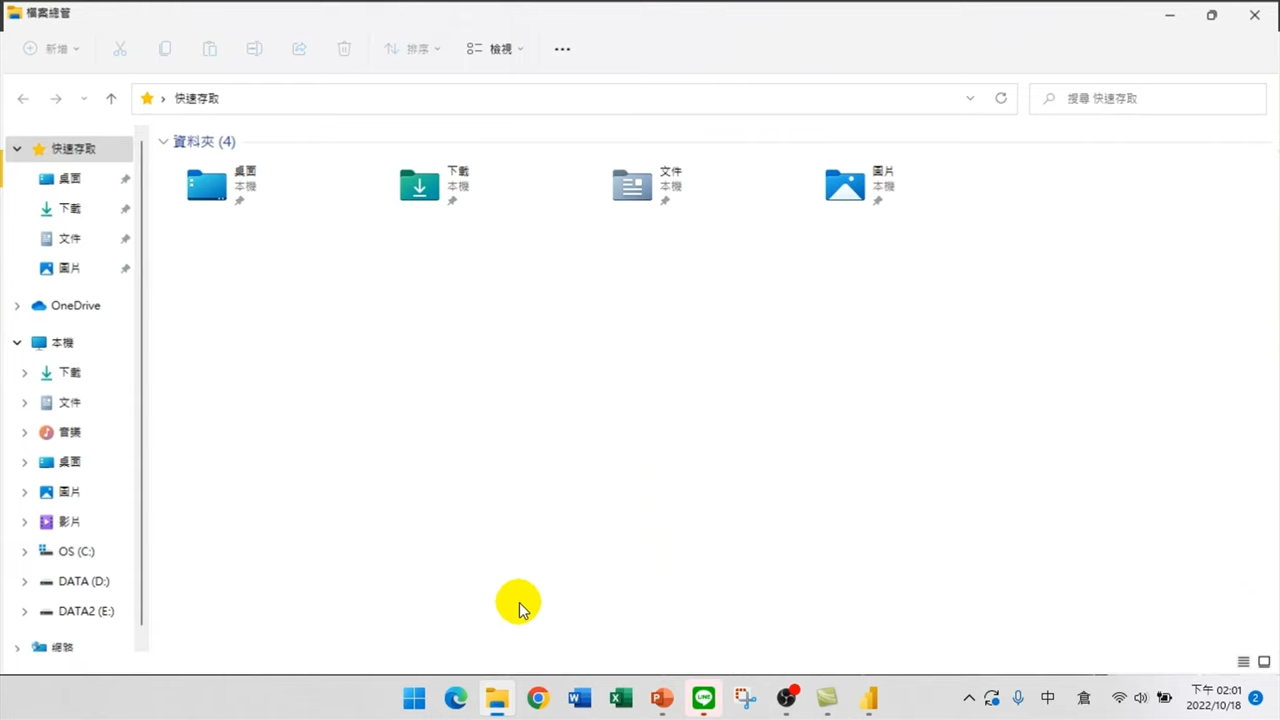 檔案總管
新增
排序
檢視
快速存取
搜尋 快速存取
快速存取
桌面
下載
文件
圖片
OneDrive
本機
下載
文件
音樂
桌面
圖片
影片
OS (C:)
DATA (D:)
DATA2 (E:)
網路
資料夾 (4)
桌面
本機
下載
本機
文件
本機
圖片
本機
中
倉
下午 02:01
2022/10/18
2